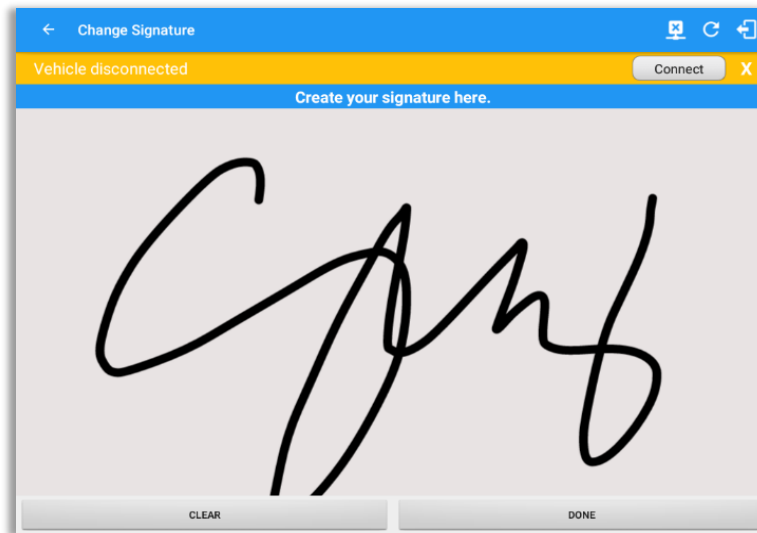 Change Signature
Vehicle disconnected Connect X
Create your signature here.
CLEAR DONE